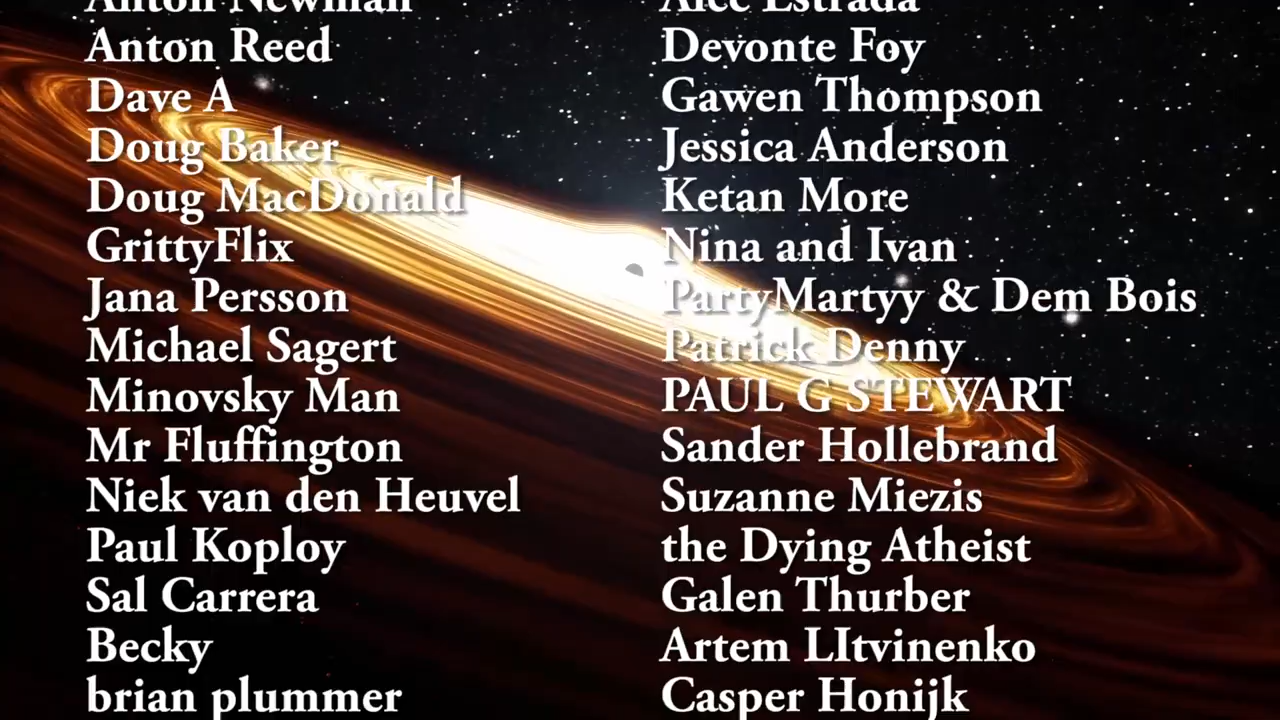 Anton Newman
Anton Reed
Dave A
Doug Baker
Doug MacDonald
GrittyFlix
Jana Persson
Michael Sagert
Minovsky Man
Mr Fluffington
Niek van den Heuvel
Paul Koploy
Sal Carrera
Becky
brian plummer
Estrada
Devonte Foy
Gawen Thompson
Jessica Anderson
Ketan More
Nina and Ivan
PartyMartyy & Dem Bois
Patrick Denny
PAUL G STEWART
Sander Hollebrand
Suzanne Miezis
the Dying Atheist
Galen Thurber
Artem LItvinenko
Casper Honijk